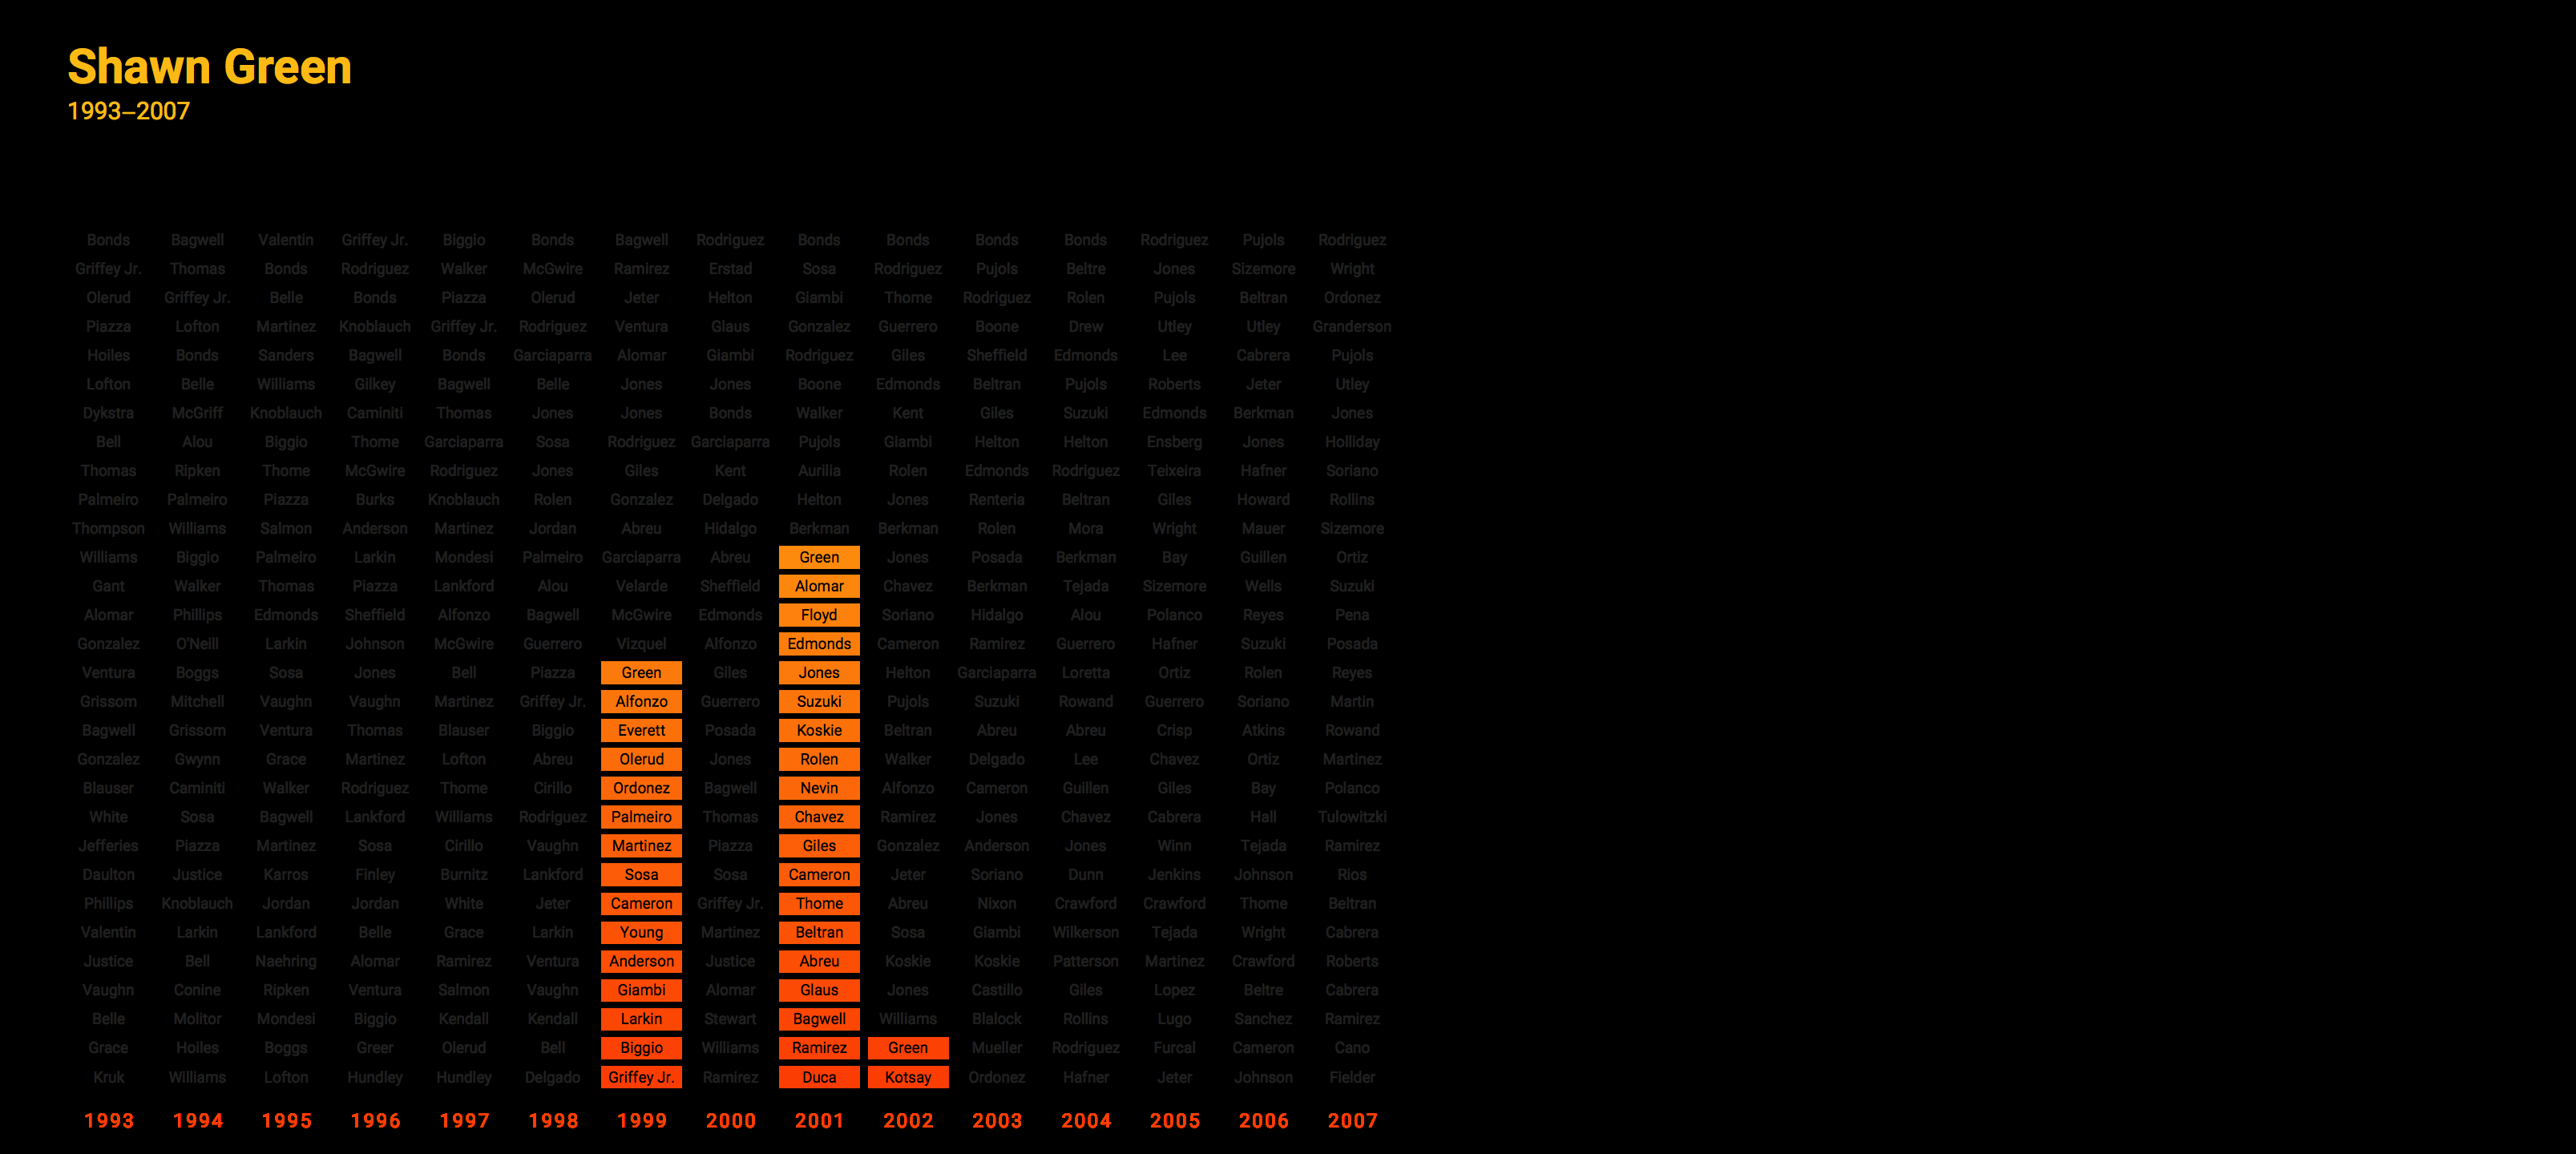 Shawn Green
1993–2007
Bonds Bagwell Valentin Griffey Jr. Biggio Bonds Bagwell Rodriguez Bonds Bonds Bonds Bonds Rodriguez Pujols Rodriguez
Griffey Jr. Thomas Bonds Rodriguez Walker McGwire Ramirez Erstad Sosa Rodriguez Pujols Beltre Jones Sizemore Wright
Olerud Griffey Jr. Belle Bonds Piazza Olerud Jeter Helton Giambi Thome Rodriguez Rolen Pujols Beltran Ordonez
Piazza Lofton Martinez Knoblauch Griffey Jr. Rodriguez Ventura Glaus Gonzalez Guerrero Boone Drew Utley Utley Granderson
Hoiles Bonds Sanders Bagwell Bonds Garciaparra Alomar Giambi Rodriguez Giles Sheffield Edmonds Lee Cabrera Pujols
Lofton Belle Williams Gilkey Bagwell Belle Jones Jones Boone Edmonds Beltran Pujols Roberts Jeter Utley
Dykstra McGriff Knoblauch Caminiti Thomas Jones Jones Bonds Walker Kent Giles Suzuki Edmonds Berkman Jones
Bell Alou Biggio Thome Garciaparra Sosa Rodriguez Garciaparra Pujols Giambi Helton Helton Ensberg Jones Holliday
Thomas Ripken Thome McGwire Rodriguez Jones Giles Kent Aurilia Rolen Edmonds Rodriguez Teixeira Hafner Soriano
Palmeiro Palmeiro Piazza Burks Knoblauch Rolen Gonzalez Delgado Helton Jones Renteria Beltran Giles Howard Rollins
Thompson Williams Salmon Anderson Martinez Jordan Abreu Hidalgo Berkman Berkman Rolen Mora Wright Mauer Sizemore
Williams Biggio Palmeiro Larkin Mondesi Palmeiro Garciaparra Abreu Green Jones Posada Berkman Bay Guillen Ortiz
Gant Walker Thomas Piazza Lankford Alou Velarde Sheffield Alomar Chavez Berkman Tejada Sizemore Wells Suzuki
Alomar Phillips Edmonds Sheffield Alfonzo Bagwell McGwire Edmonds Floyd Soriano Hidalgo Alou Polanco Reyes Pena
Gonzalez O'Neill Larkin Johnson McGwire Guerrero Vizquel Alfonzo Edmonds Cameron Ramirez Guerrero Hafner Suzuki Posada
Ventura Boggs Sosa Jones Bell Piazza Green Giles Jones Helton Garciaparra Loretta Ortiz Rolen Reyes
Grissom Mitchell Vaughn Vaughn Martinez Griffey Jr. Alfonzo Guerrero Suzuki Pujols Suzuki Rowand Guerrero Soriano Martin
Bagwell Grissom Ventura Thomas Blauser Biggio Everett Posada Koskie Beltran Abreu Abreu Crisp Atkins Rowand
Gonzalez Gwynn Grace Martinez Lofton Abreu Olerud Jones Rolen Walker Delgado Lee Chavez Ortiz Martinez
Blauser Caminiti Walker Rodriguez Thome Cirillo Ordonez Bagwell Nevin Alfonzo Cameron Guillen Giles Bay Polanco
White Sosa Bagwell Lankford Williams Rodriguez Palmeiro Thomas Chavez Ramirez Jones Chavez Cabrera Hall Tulowitzki
Jefferies Piazza Martinez Sosa Cirillo Vaughn Martinez Piazza Giles Gonzalez Anderson Jones Winn Tejada Ramirez
Daulton Justice Karros Finley Burnitz Lankford Sosa Sosa Cameron Jeter Soriano Dunn Jenkins Johnson Rios
Phillips Knoblauch Jordan Jordan White Jeter Cameron Griffey Jr. Thome Abreu Nixon Crawford Crawford Thome Beltran
Valentin Larkin Lankford Belle Grace Larkin Young Martinez Beltran Sosa Giambi Wilkerson Tejada Wright Cabrera
Justice Bell Naehring Alomar Ramirez Ventura Anderson Justice Abreu Koskie Koskie Patterson Martinez Crawford Roberts
Vaughn Conine Ripken Ventura Salmon Vaughn Giambi Alomar Glaus Jones Castillo Giles Lopez Beltre Cabrera
Belle Molitor Mondesi Biggio Kendall Kendall Larkin Stewart Bagwell Williams Blalock Rollins Lugo Sanchez Ramirez
Grace Hoiles Boggs Greer Olerud Bell Biggio Williams Ramirez Green Mueller Rodriguez Furcal Cameron Cano
Kruk Williams Lofton Hundley Hundley Delgado Griffey Jr. Ramirez Duca Kotsay Ordonez Hafner Jeter Johnson Fielder
1993 1994 1995 1996 1997 1998 1999 2000 2001 2002 2003 2004 2005 2006 2007